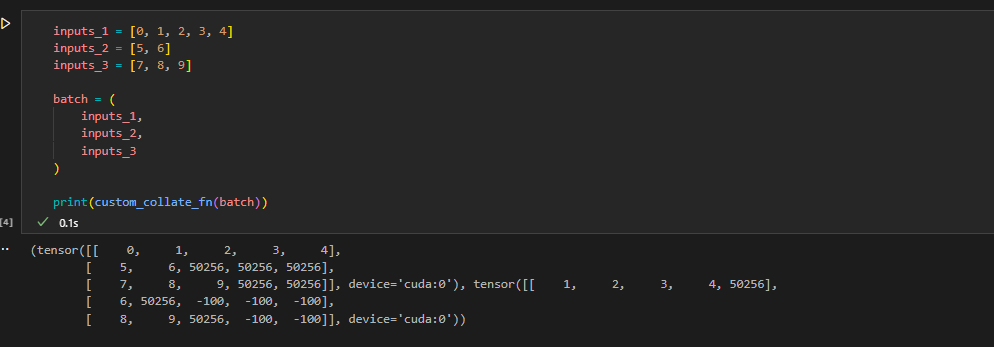 inputs_1 = [0, 1, 2, 3, 4]
inputs_2 = [5, 6]
inputs_3 = [7, 8, 9]
batch = (
    inputs_1,
    inputs_2,
    inputs_3
)
print(custom_collate_fn(batch))
[4] 0.1s
(tensor([[    0,     1,     2,     3,     4],
        [    5,     6, 50256, 50256, 50256],
        [    7,     8,     9, 50256, 50256]], device='cuda:0'), tensor([[    1,     2,     3,     4, 50256],
        [    6, 50256,  -100,  -100,  -100],
        [    8,     9, 50256,  -100,  -100]], device='cuda:0'))